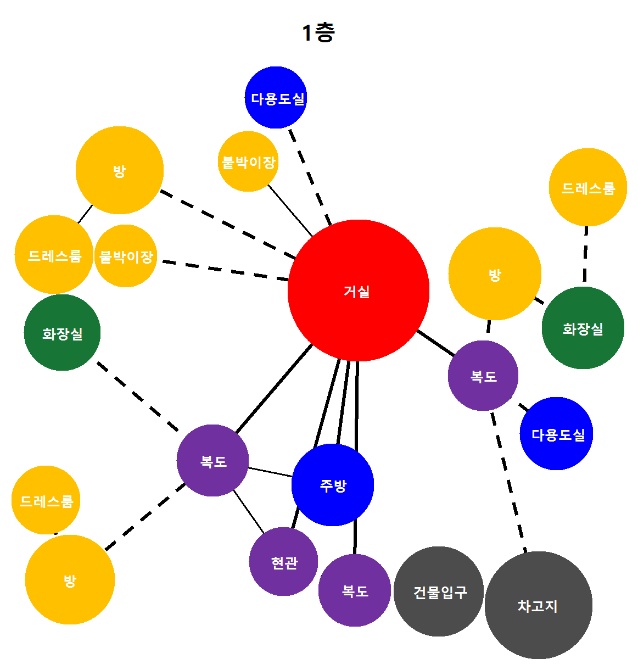 1층
다용도실
붙박이장
방
드레스룸
드레스룸
붙박이장
방
거실
화장실
화장실
복도
다용도실
복도
주방
드레스룸
현관
방
복도
건물입구
차고지